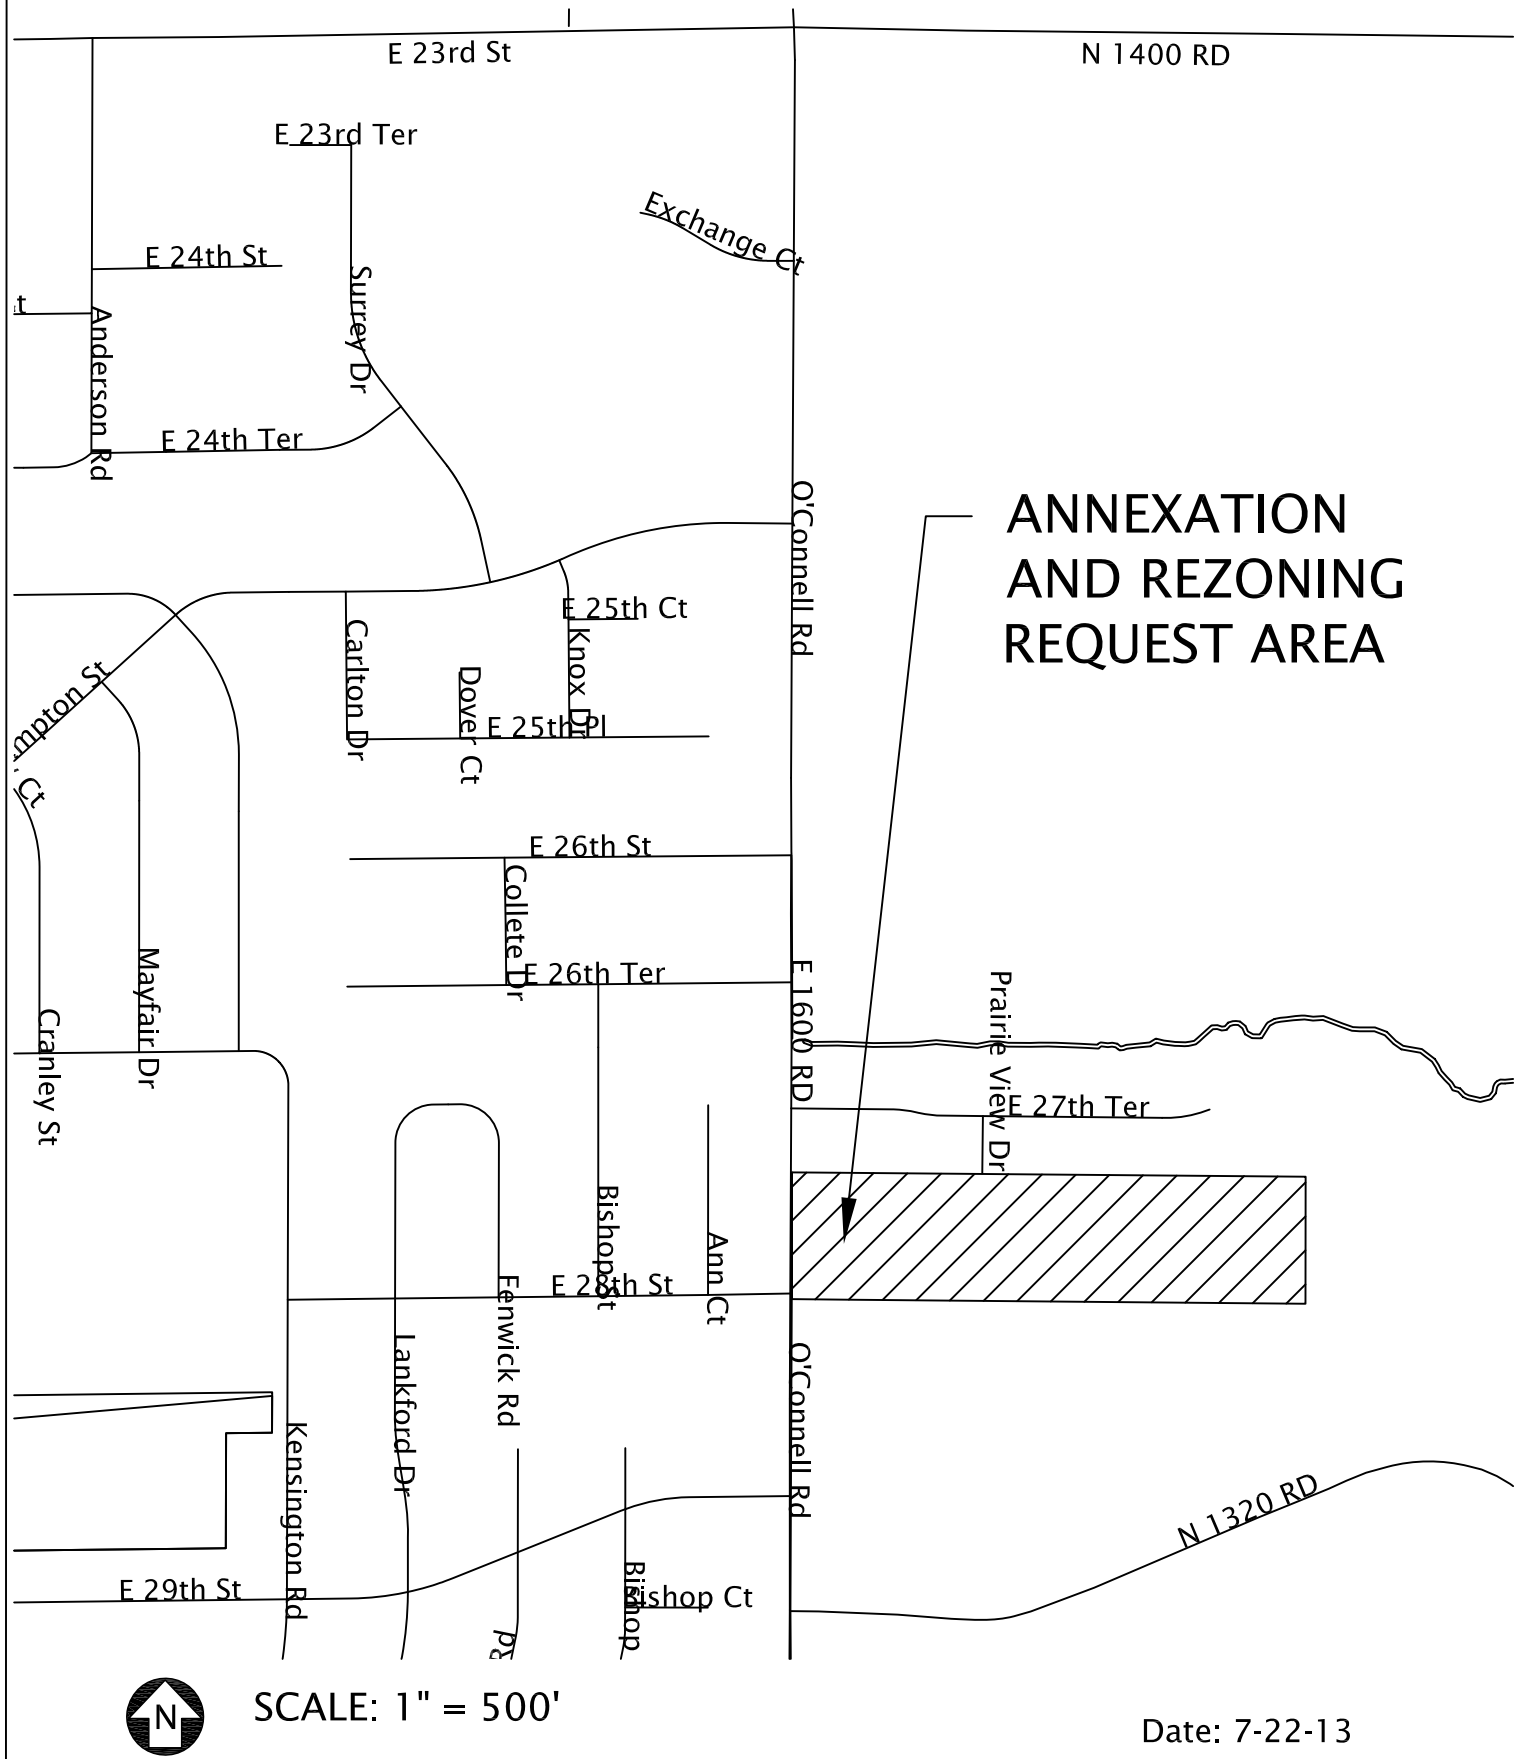 E 23rd St
N 1400 RD
E 23rd Ter
Exchange Ct
E 24th St
Surrey Dr
Anderson Rd
E 24th Ter
O'Connell Rd
ANNEXATION
AND REZONING
REQUEST AREA
E 25th Ct
Carlton Dr
Knox Dr
Dover Ct
mpton St
E 25th Pl
Ct
E 26th St
Collete Dr
E 26th Ter
E 1600 RD
Prairie View Dr
Mayfair Dr
Cranley St
E 27th Ter
Bishop St
Ann Ct
E 28th St
Fenwick Rd
Lankford Dr
O'Connell Rd
Kensington Rd
N 1320 RD
E 29th St
Bishop
Bishop Ct
Rd
N
SCALE: 1" = 500'
Date: 7-22-13